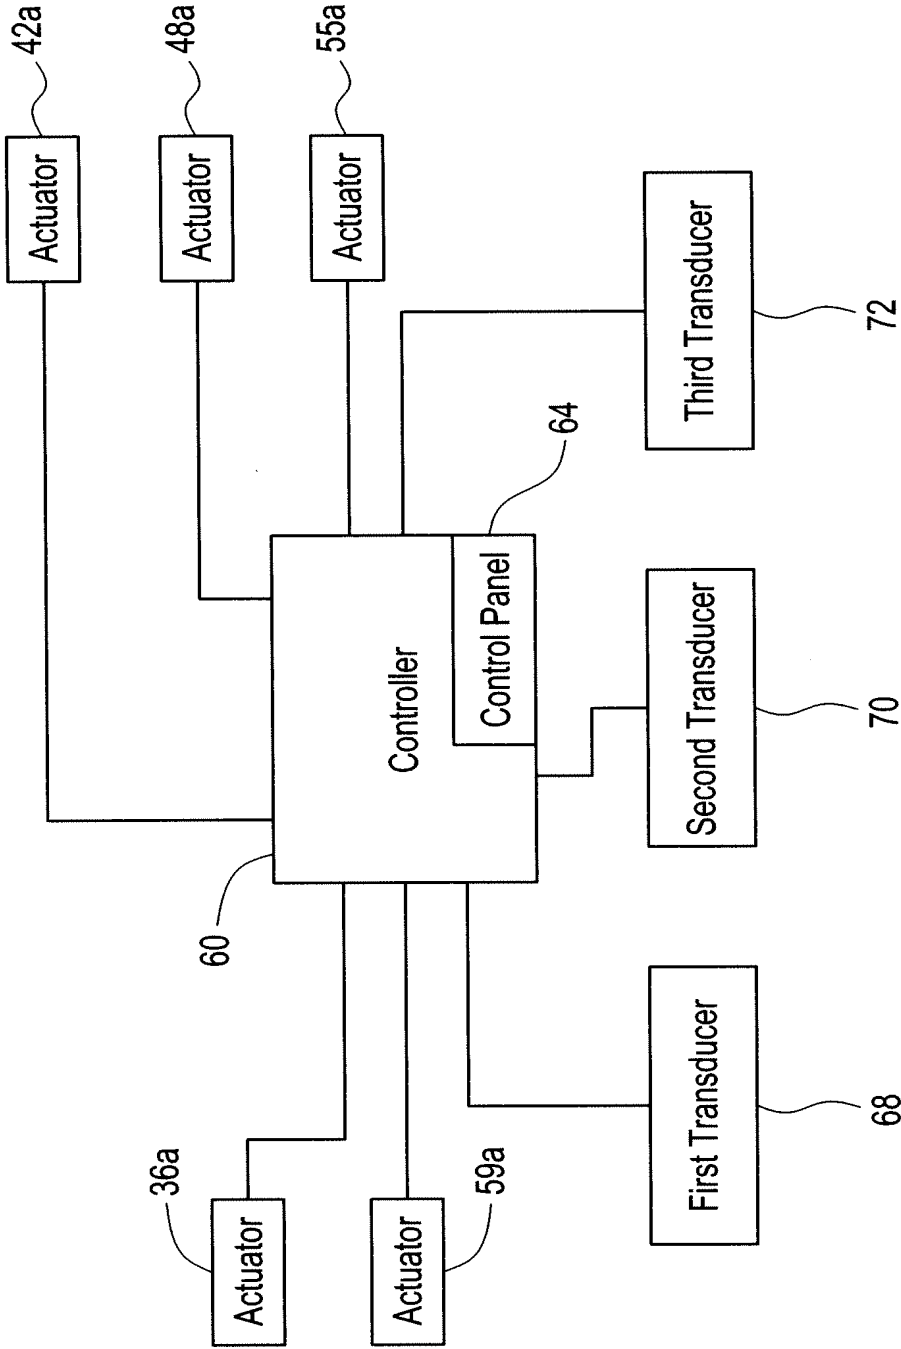 Actuator
42a
Actuator
48a
Actuator
55a
36a
Actuator
60
Controller
Control Panel
64
Actuator
59a
First Transducer
68
Second Transducer
70
Third Transducer
72